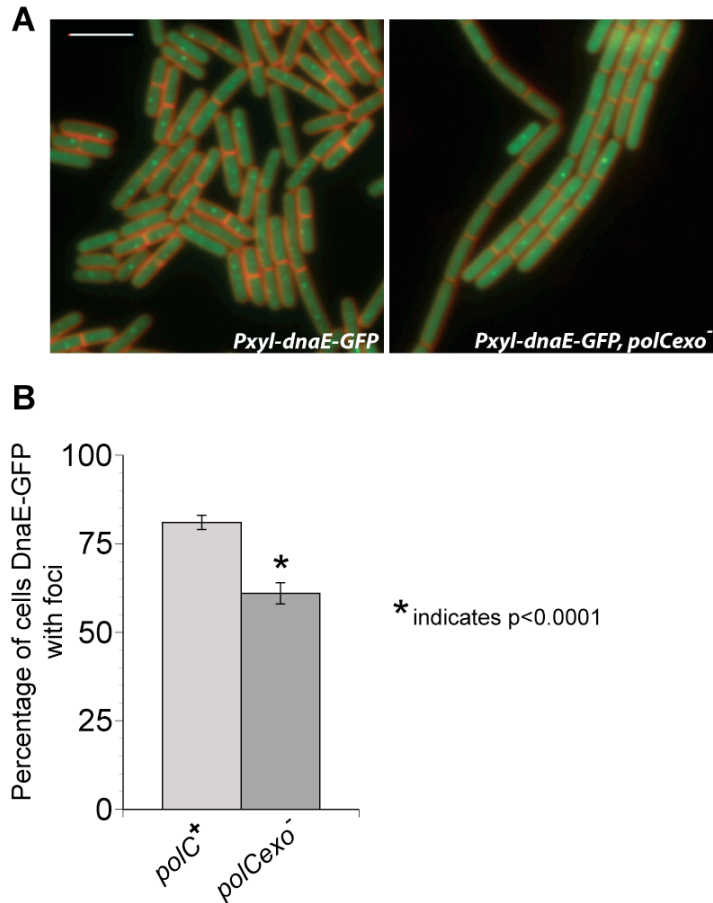 A
Pxyl-dnaE-GFP
Pxyl-dnaE-GFP, polCexo⁻
B
Percentage of cells DnaE-GFP
with foci
100
75
50
25
0
*
* indicates p<0.0001
polC⁺
polCexo⁻